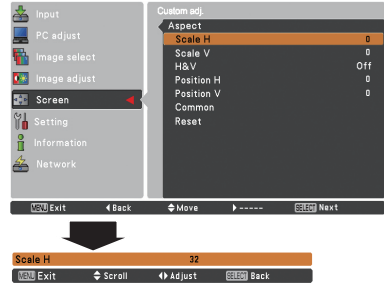 Input
PC adjust
Image select
Image adjust
Screen
Setting
Information
Network
Custom adj.
Aspect
Scale H 0
Scale V 0
H&V Off
Position H 0
Position V 0
Common
Reset
MENU Exit Back Move ----- SELECT Next
Scale H 32
MENU Exit Scroll Adjust SELECT Back